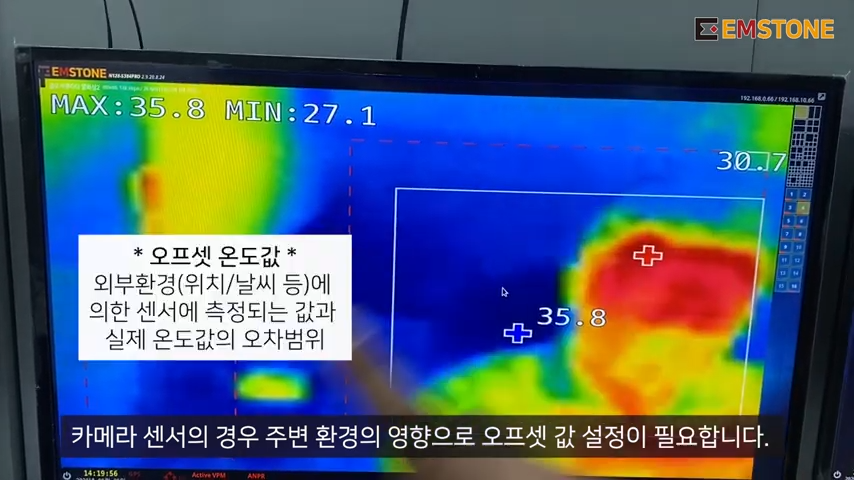 EMSTONE
EMSTONE
192.168.0.66 / 192.168.10.66
MAX:35.8 MIN:27.1
30.7
* 오프셋 온도값 *
외부환경(위치/날씨 등)에
의한 센서에 측정되는 값과
실제 온도값의 오차범위
35.8
카메라 센서의 경우 주변 환경의 영향으로 오프셋 값 설정이 필요합니다.
14:19:56
Active VPM
ANPR